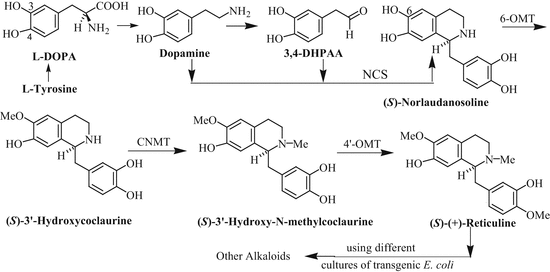 3 COOH
HO
HO 4 H NH2
L-DOPA
L-Tyrosine
HO NH2
HO
Dopamine
HO O
HO
3,4-DHPAA
NCS
HO 6
HO NH
H
OH
OH
(S)-Norlaudanosoline
6-OMT
MeO
HO NH
H
OH
OH
(S)-3'-Hydroxycoclaurine
CNMT
MeO
HO N-Me
H
OH
OH
(S)-3'-Hydroxy-N-methylcoclaurine
4'-OMT
MeO
HO N-Me
H
OH
OMe
(S)-(+)-Reticuline
using different
cultures of transgenic E. coli
Other Alkaloids